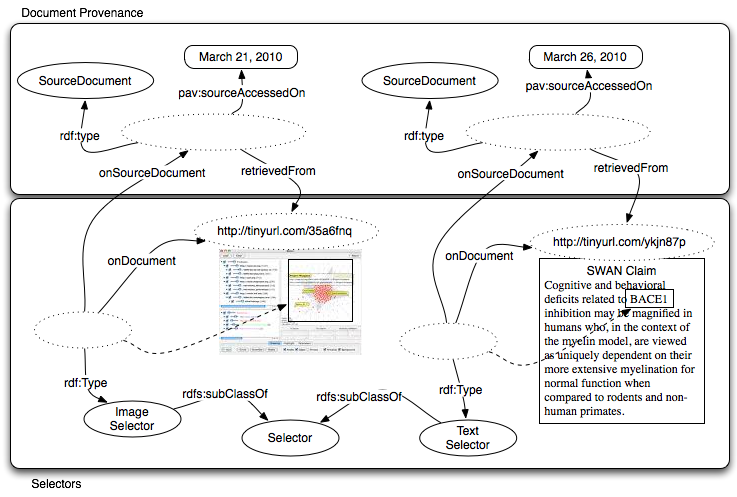 Document Provenance
March 21, 2010
March 26, 2010
SourceDocument
pav:sourceAccessedOn
SourceDocument
pav:sourceAccessedOn
rdf:type
rdf:type
onSourceDocument
retrievedFrom
onSourceDocument
retrievedFrom
http://tinyurl.com/35a6fnq
http://tinyurl.com/ykjn87p
onDocument
onDocument
SWAN Claim
Cognitive and behavioral
deficits related to BACE1
inhibition may be magnified in
humans who, in the context of
the myelin model, are viewed
as uniquely dependent on their
more extensive myelination for
normal function when
compared to rodents and non-
human primates.
rdf:Type
rdfs:subClassOf
rdfs:subClassOf
rdf:Type
Image
Selector
Selector
Text
Selector
Selectors